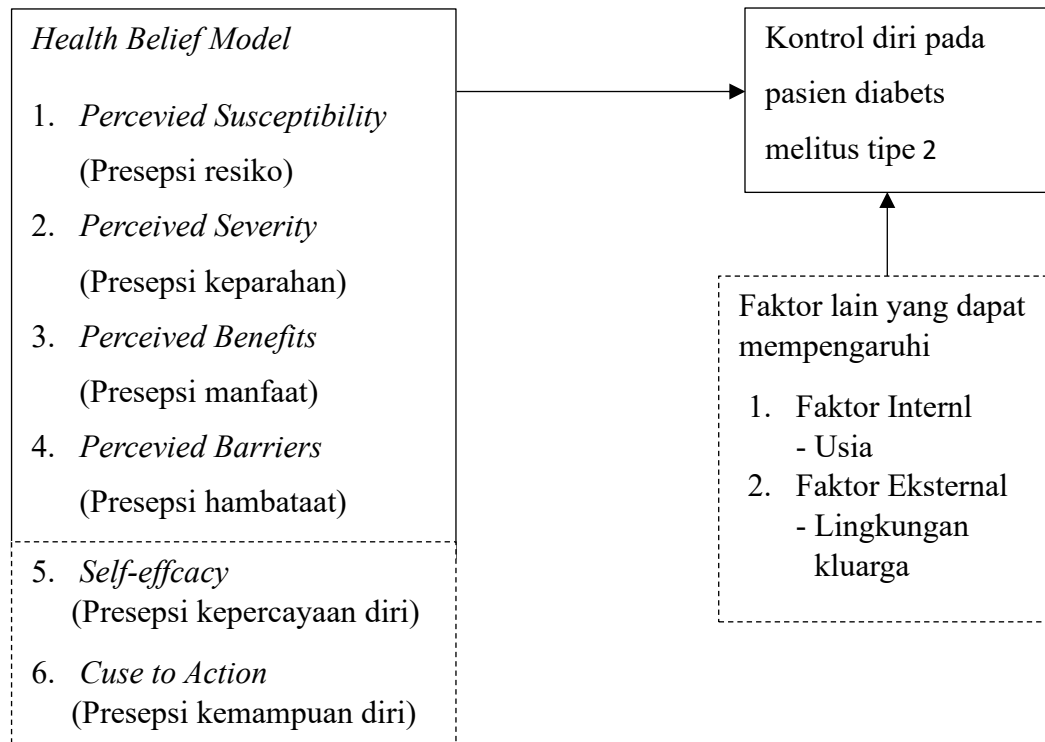 Health Belief Model
1. Percevied Susceptibility
(Presepsi resiko)
2. Perceived Severity
(Presepsi keparahan)
3. Perceived Benefits
(Presepsi manfaat)
4. Percevied Barriers
(Presepsi hambataat)
5. Self-effcacy
(Presepsi kepercayaan diri)
6. Cuse to Action
(Presepsi kemampuan diri)
Kontrol diri pada
pasien diabets
melitus tipe 2
Faktor lain yang dapat
mempengaruhi
1. Faktor Internl
- Usia
2. Faktor Eksternal
- Lingkungan
kluarga